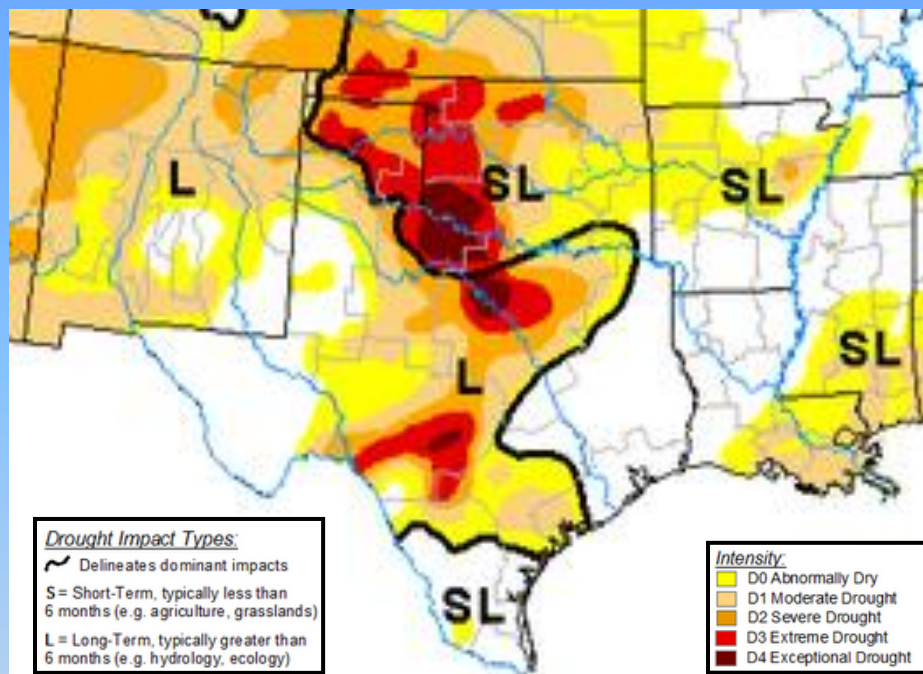 L
SL
SL
SL
L
SL
Drought Impact Types:
Delineates dominant impacts
S = Short-Term, typically less than
6 months (e.g. agriculture, grasslands)
L = Long-Term, typically greater than
6 months (e.g. hydrology, ecology)
Intensity:
D0 Abnormally Dry
D1 Moderate Drought
D2 Severe Drought
D3 Extreme Drought
D4 Exceptional Drought